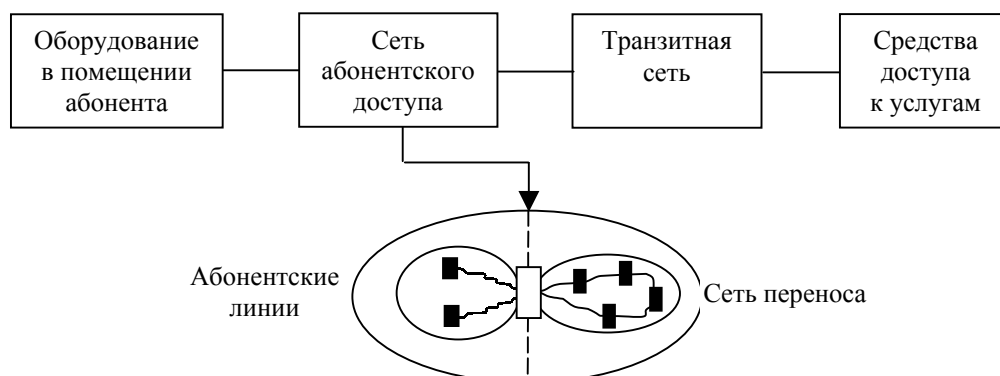 Оборудование
в помещении
абонента
Сеть
абонентского
доступа
Транзитная
сеть
Средства
доступа
к услугам
Абонентские
линии
Сеть переноса